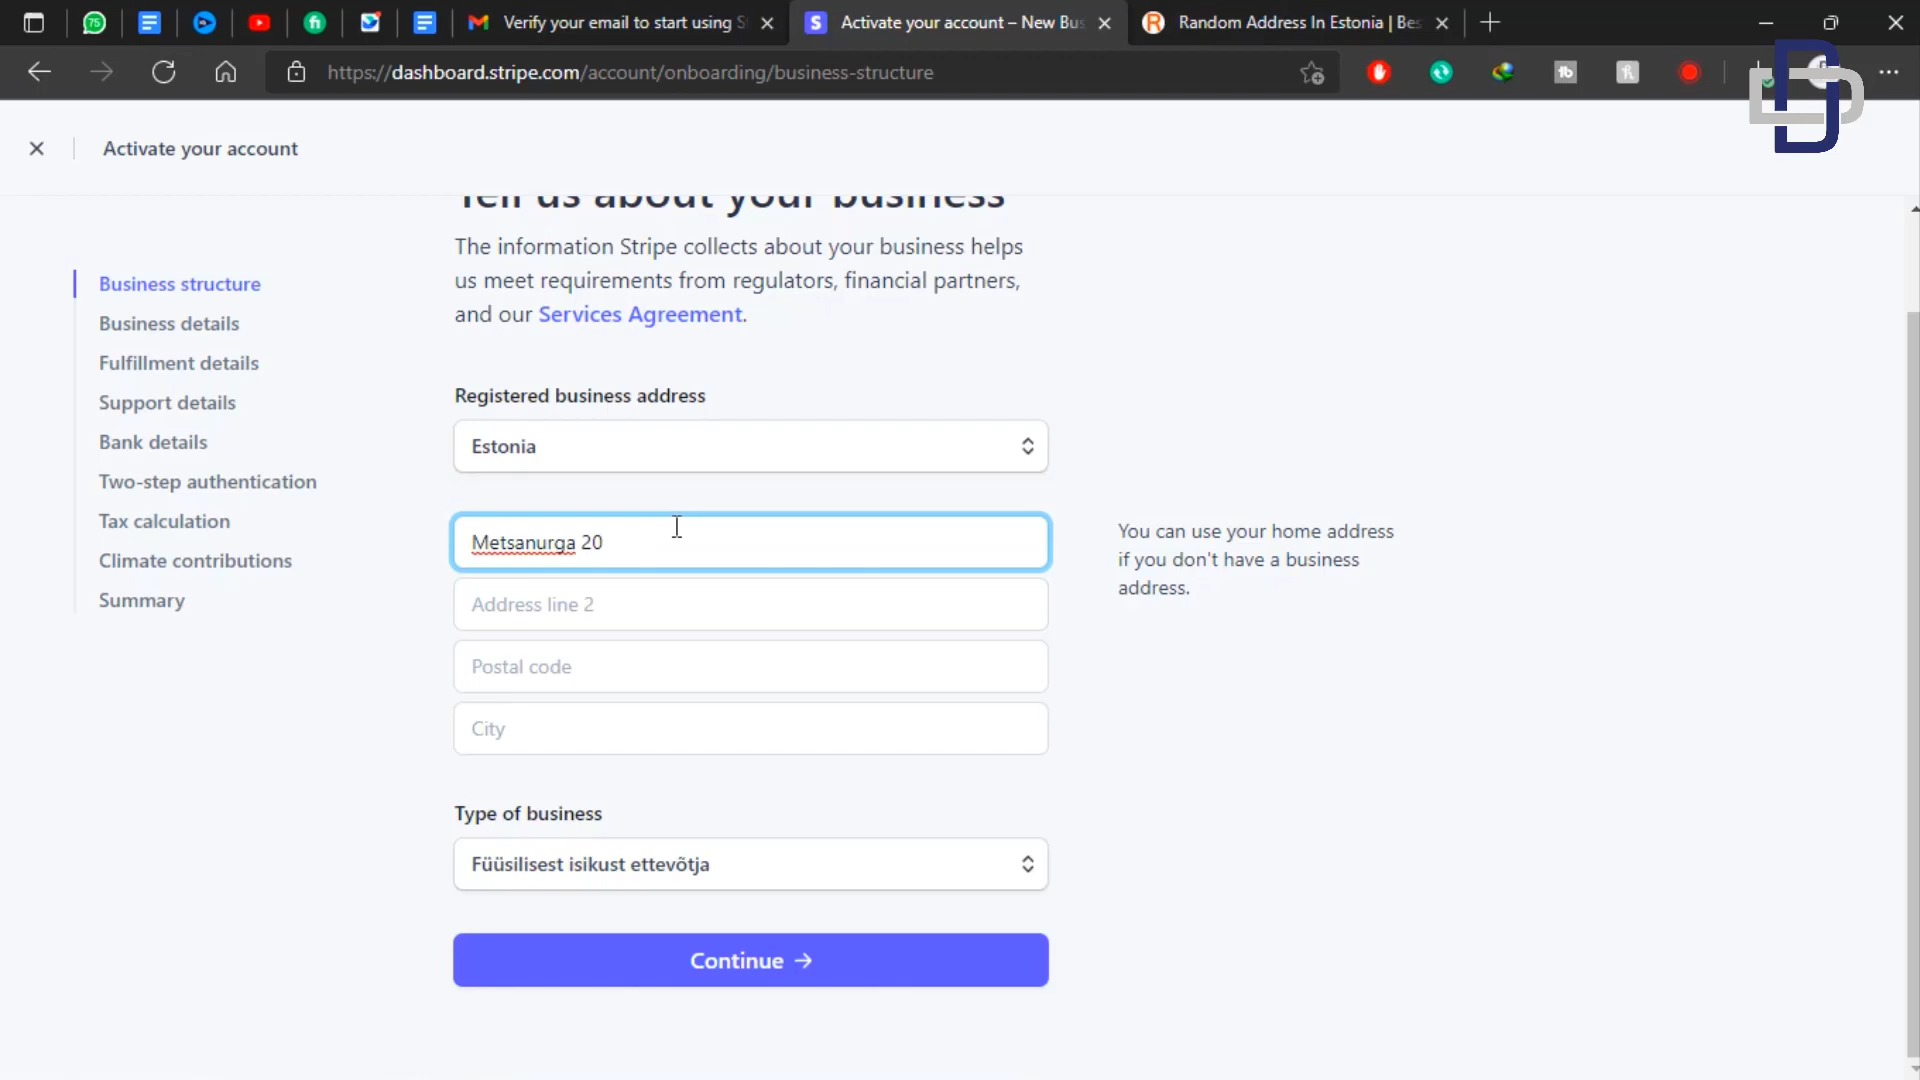 Verify your email to start using S
Activate your account – New Bus
Random Address In Estonia | Bes
https://dashboard.stripe.com/account/onboarding/business-structure
Activate your account
Tell us about your business
The information Stripe collects about your business helps
us meet requirements from regulators, financial partners,
and our Services Agreement.
Business structure
Business details
Fulfillment details
Support details
Bank details
Two-step authentication
Tax calculation
Climate contributions
Summary
Registered business address
Estonia
Metsanurga 20
Address line 2
Postal code
City
You can use your home address
if you don't have a business
address.
Type of business
Füüsilisest isikust ettevõtja
Continue →